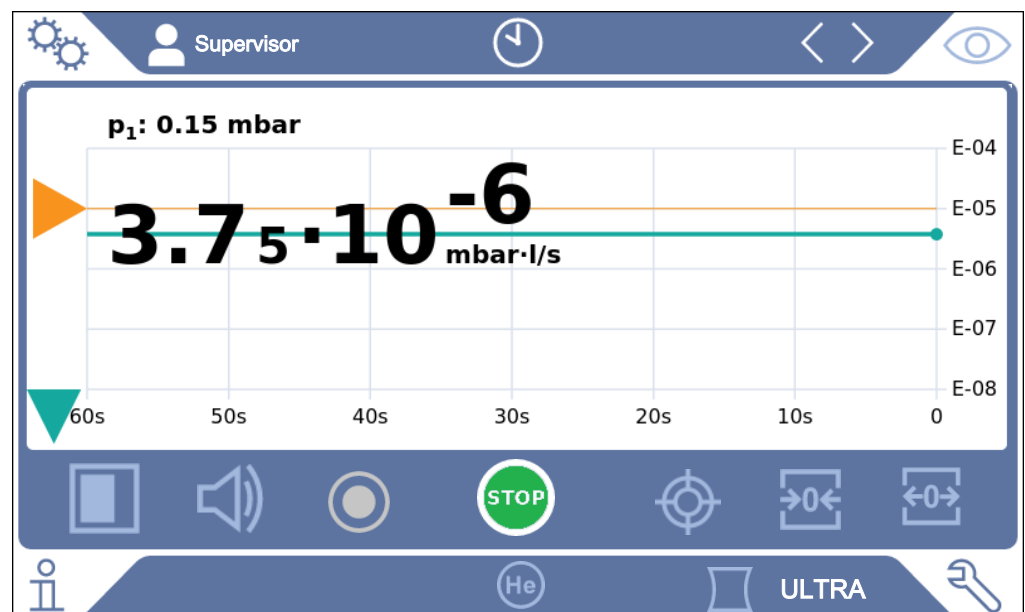 Supervisor
p₁: 0.15 mbar
E-04
3.75·10⁻⁶ mbar·l/s
E-05
E-06
E-07
E-08
60s 50s 40s 30s 20s 10s 0
STOP
→0← ←0→
He
ULTRA